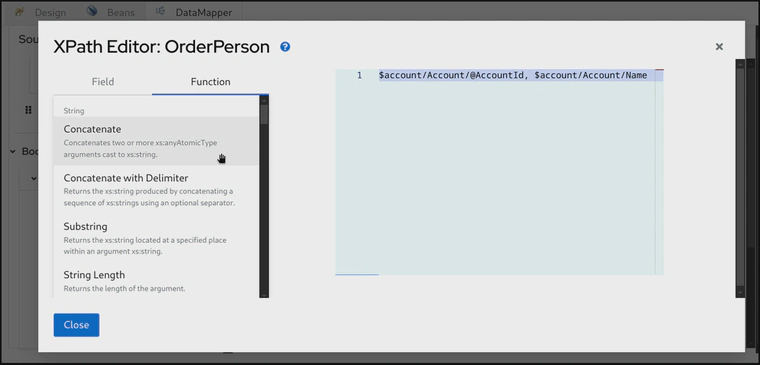 Design
Beans
DataMapper
Sou
XPath Editor: OrderPerson
Field
Function
1 $account/Account/@AccountId, $account/Account/Name
String
Concatenate
Concatenates two or more xs:anyAtomicType
arguments cast to xs:string.
Concatenate with Delimiter
Returns the xs:string produced by concatenating a
sequence of xs:strings using an optional separator.
Substring
Returns the xs:string located at a specified place
within an argument xs:string.
String Length
Returns the length of the argument.
Boo
Close